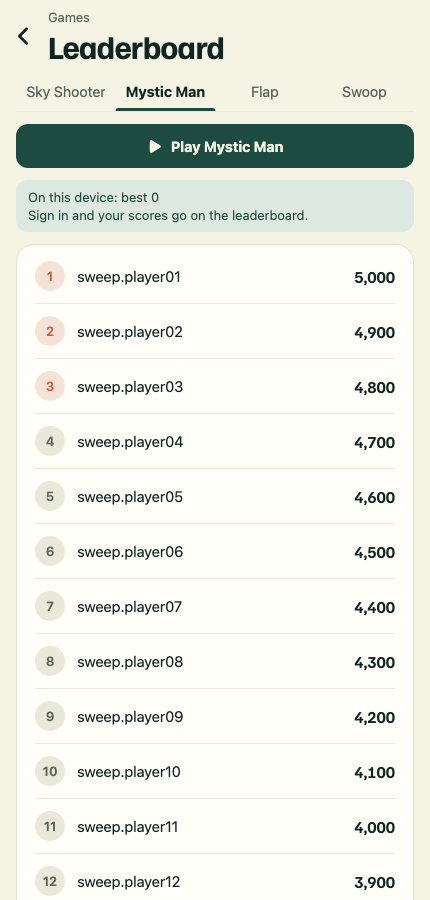 Games
Leaderboard
Sky Shooter Mystic Man Flap Swoop
Play Mystic Man
On this device: best 0
Sign in and your scores go on the leaderboard.
1 sweep.player01 5,000
2 sweep.player02 4,900
3 sweep.player03 4,800
4 sweep.player04 4,700
5 sweep.player05 4,600
6 sweep.player06 4,500
7 sweep.player07 4,400
8 sweep.player08 4,300
9 sweep.player09 4,200
10 sweep.player10 4,100
11 sweep.player11 4,000
12 sweep.player12 3,900